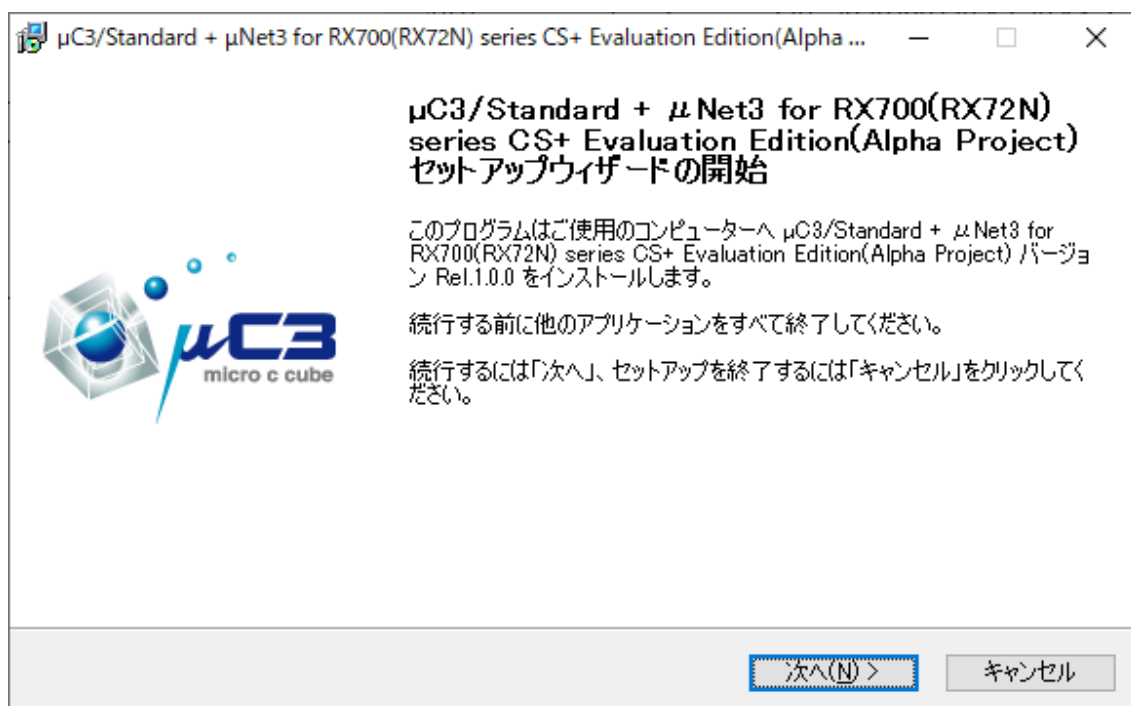 µC3/Standard + µNet3 for RX700(RX72N) series CS+ Evaluation Edition(Alpha ...
µC3/Standard + μNet3 for RX700(RX72N)
series CS+ Evaluation Edition(Alpha Project)
セットアップウィザードの開始
このプログラムはご使用のコンピューターへ µC3/Standard + μNet3 for
RX700(RX72N) series CS+ Evaluation Edition(Alpha Project) バージョ
ン Rel.1.0.0 をインストールします。
続行する前に他のアプリケーションをすべて終了してください。
続行するには「次へ」、セットアップを終了するには「キャンセル」をクリックしてく
ださい。
µC3
micro c cube
次へ(N) >
キャンセル